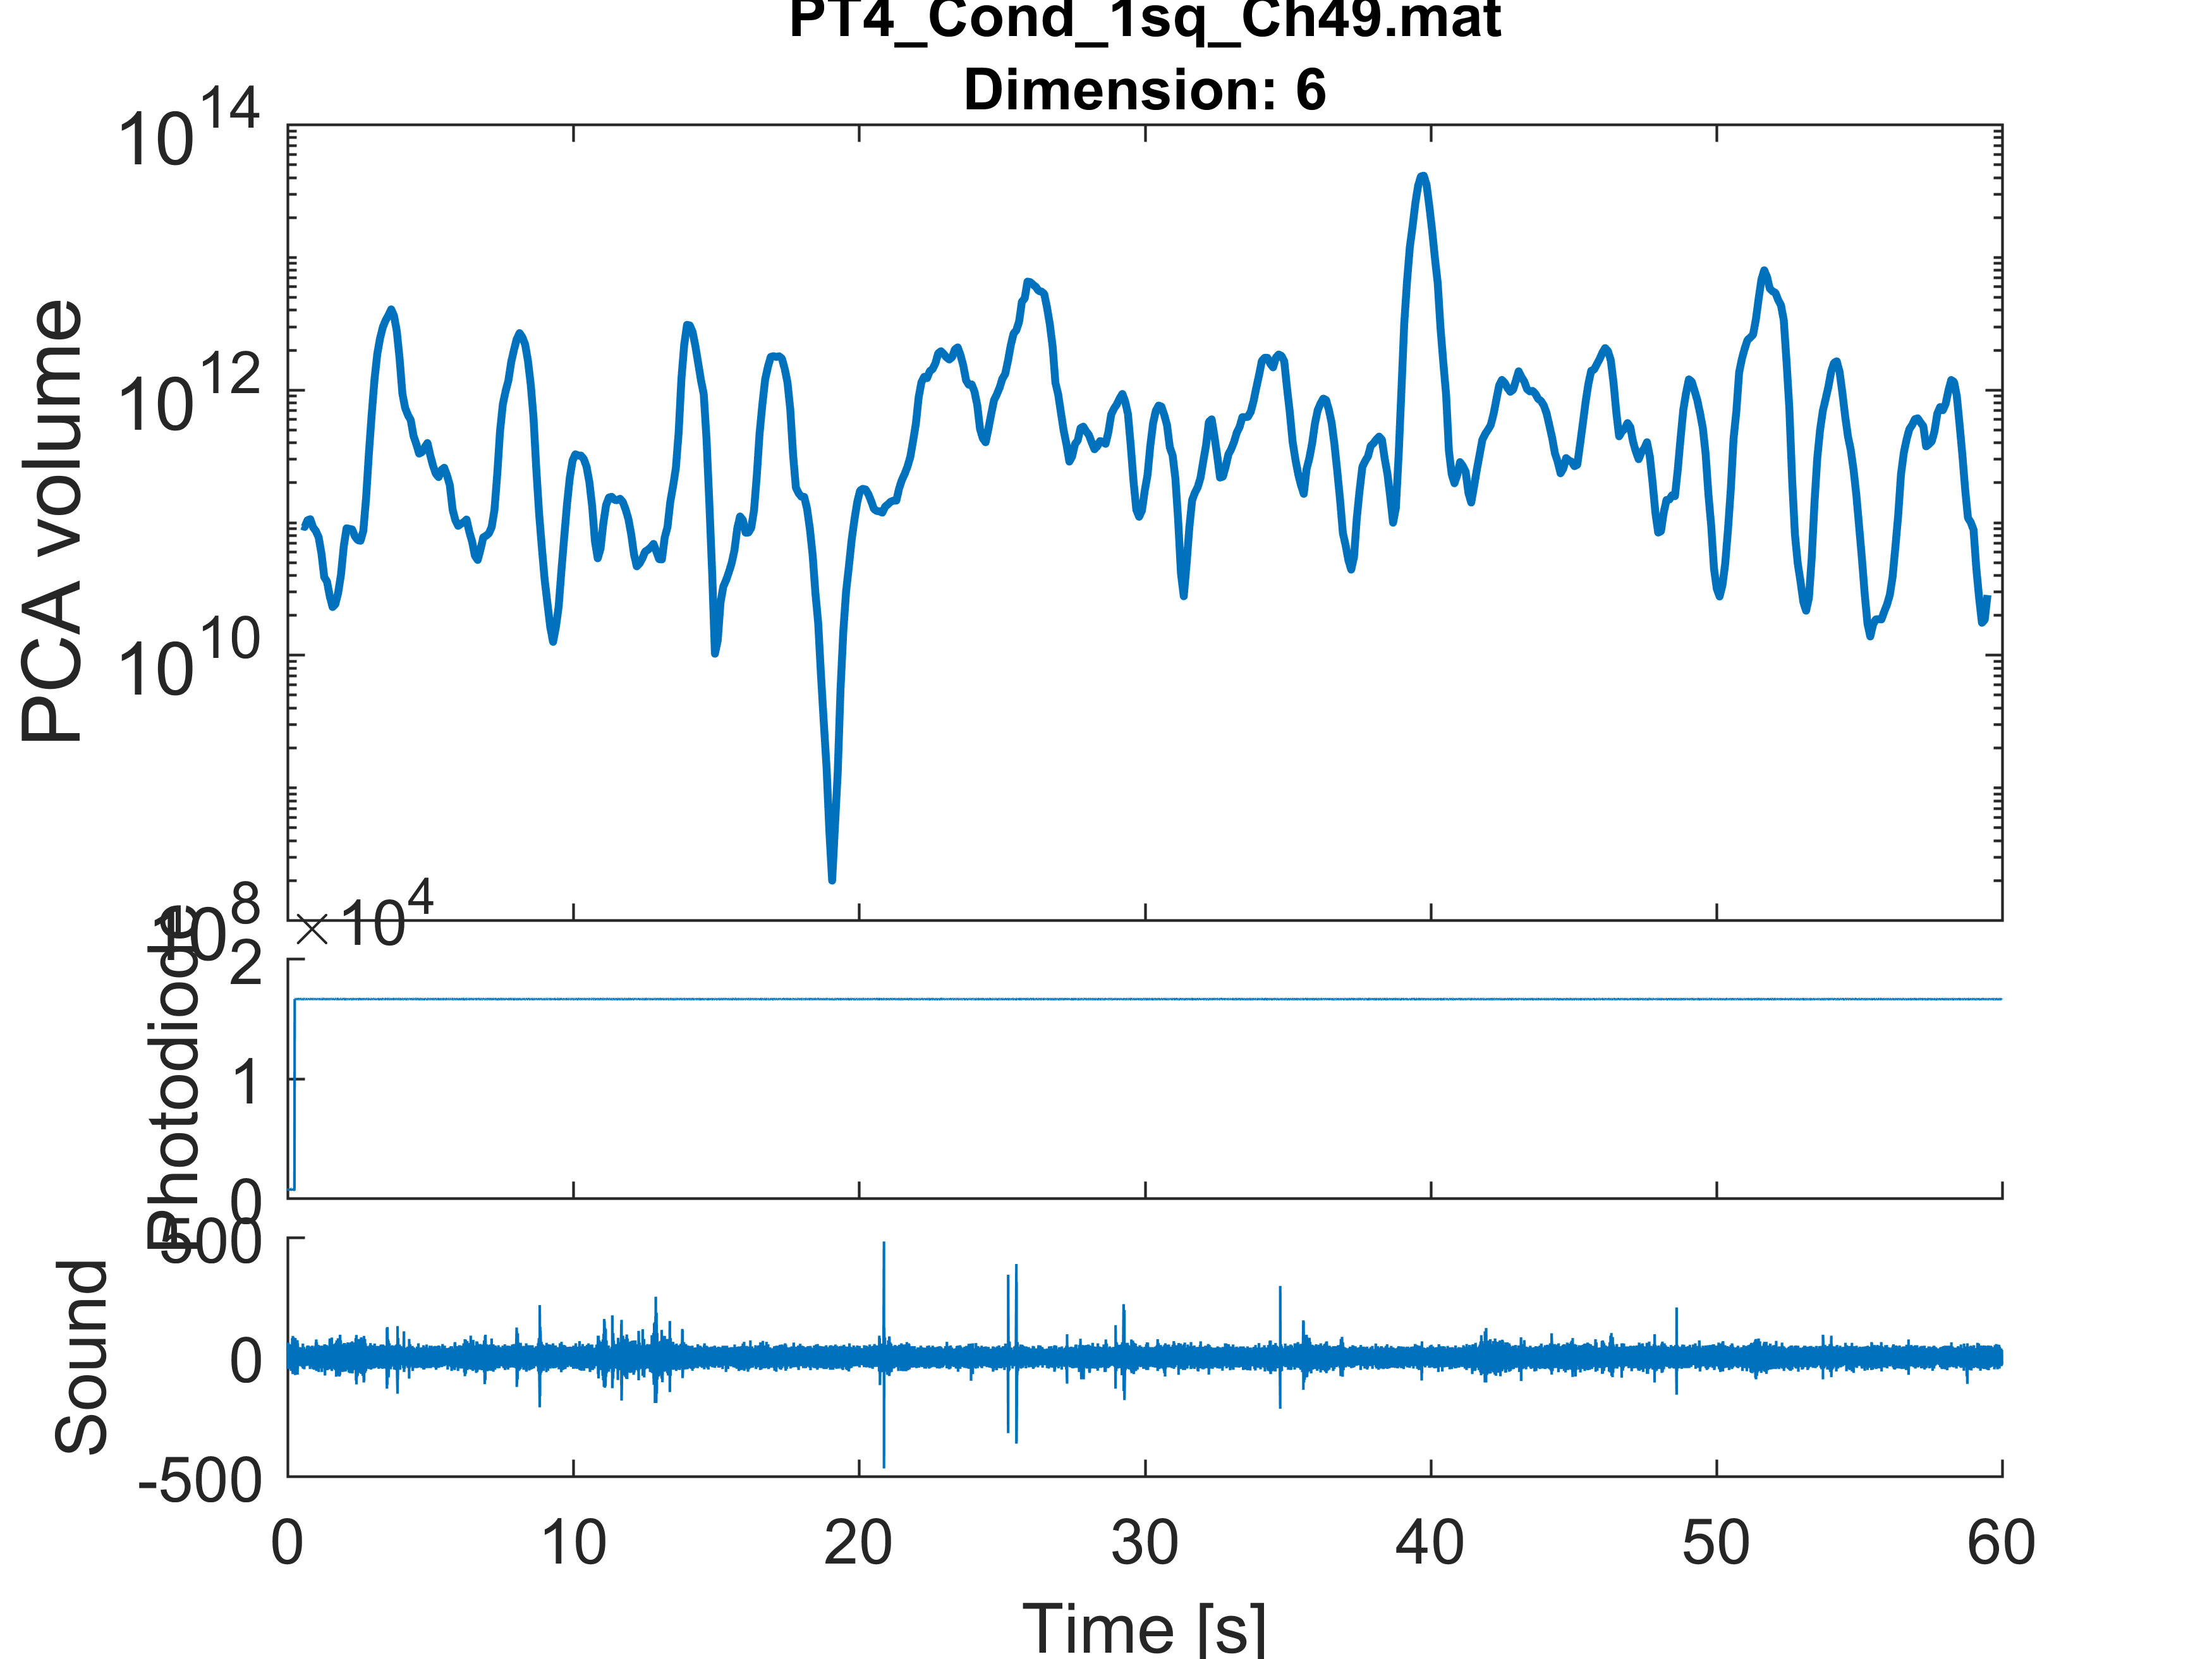 PT4_Cond_1sq_Ch49.mat
Dimension: 6
PCA volume
10^14
10^12
10^10
10^8
×10^4
Photodiode
2
1
0
Sound
500
0
-500
0 10 20 30 40 50 60
Time [s]